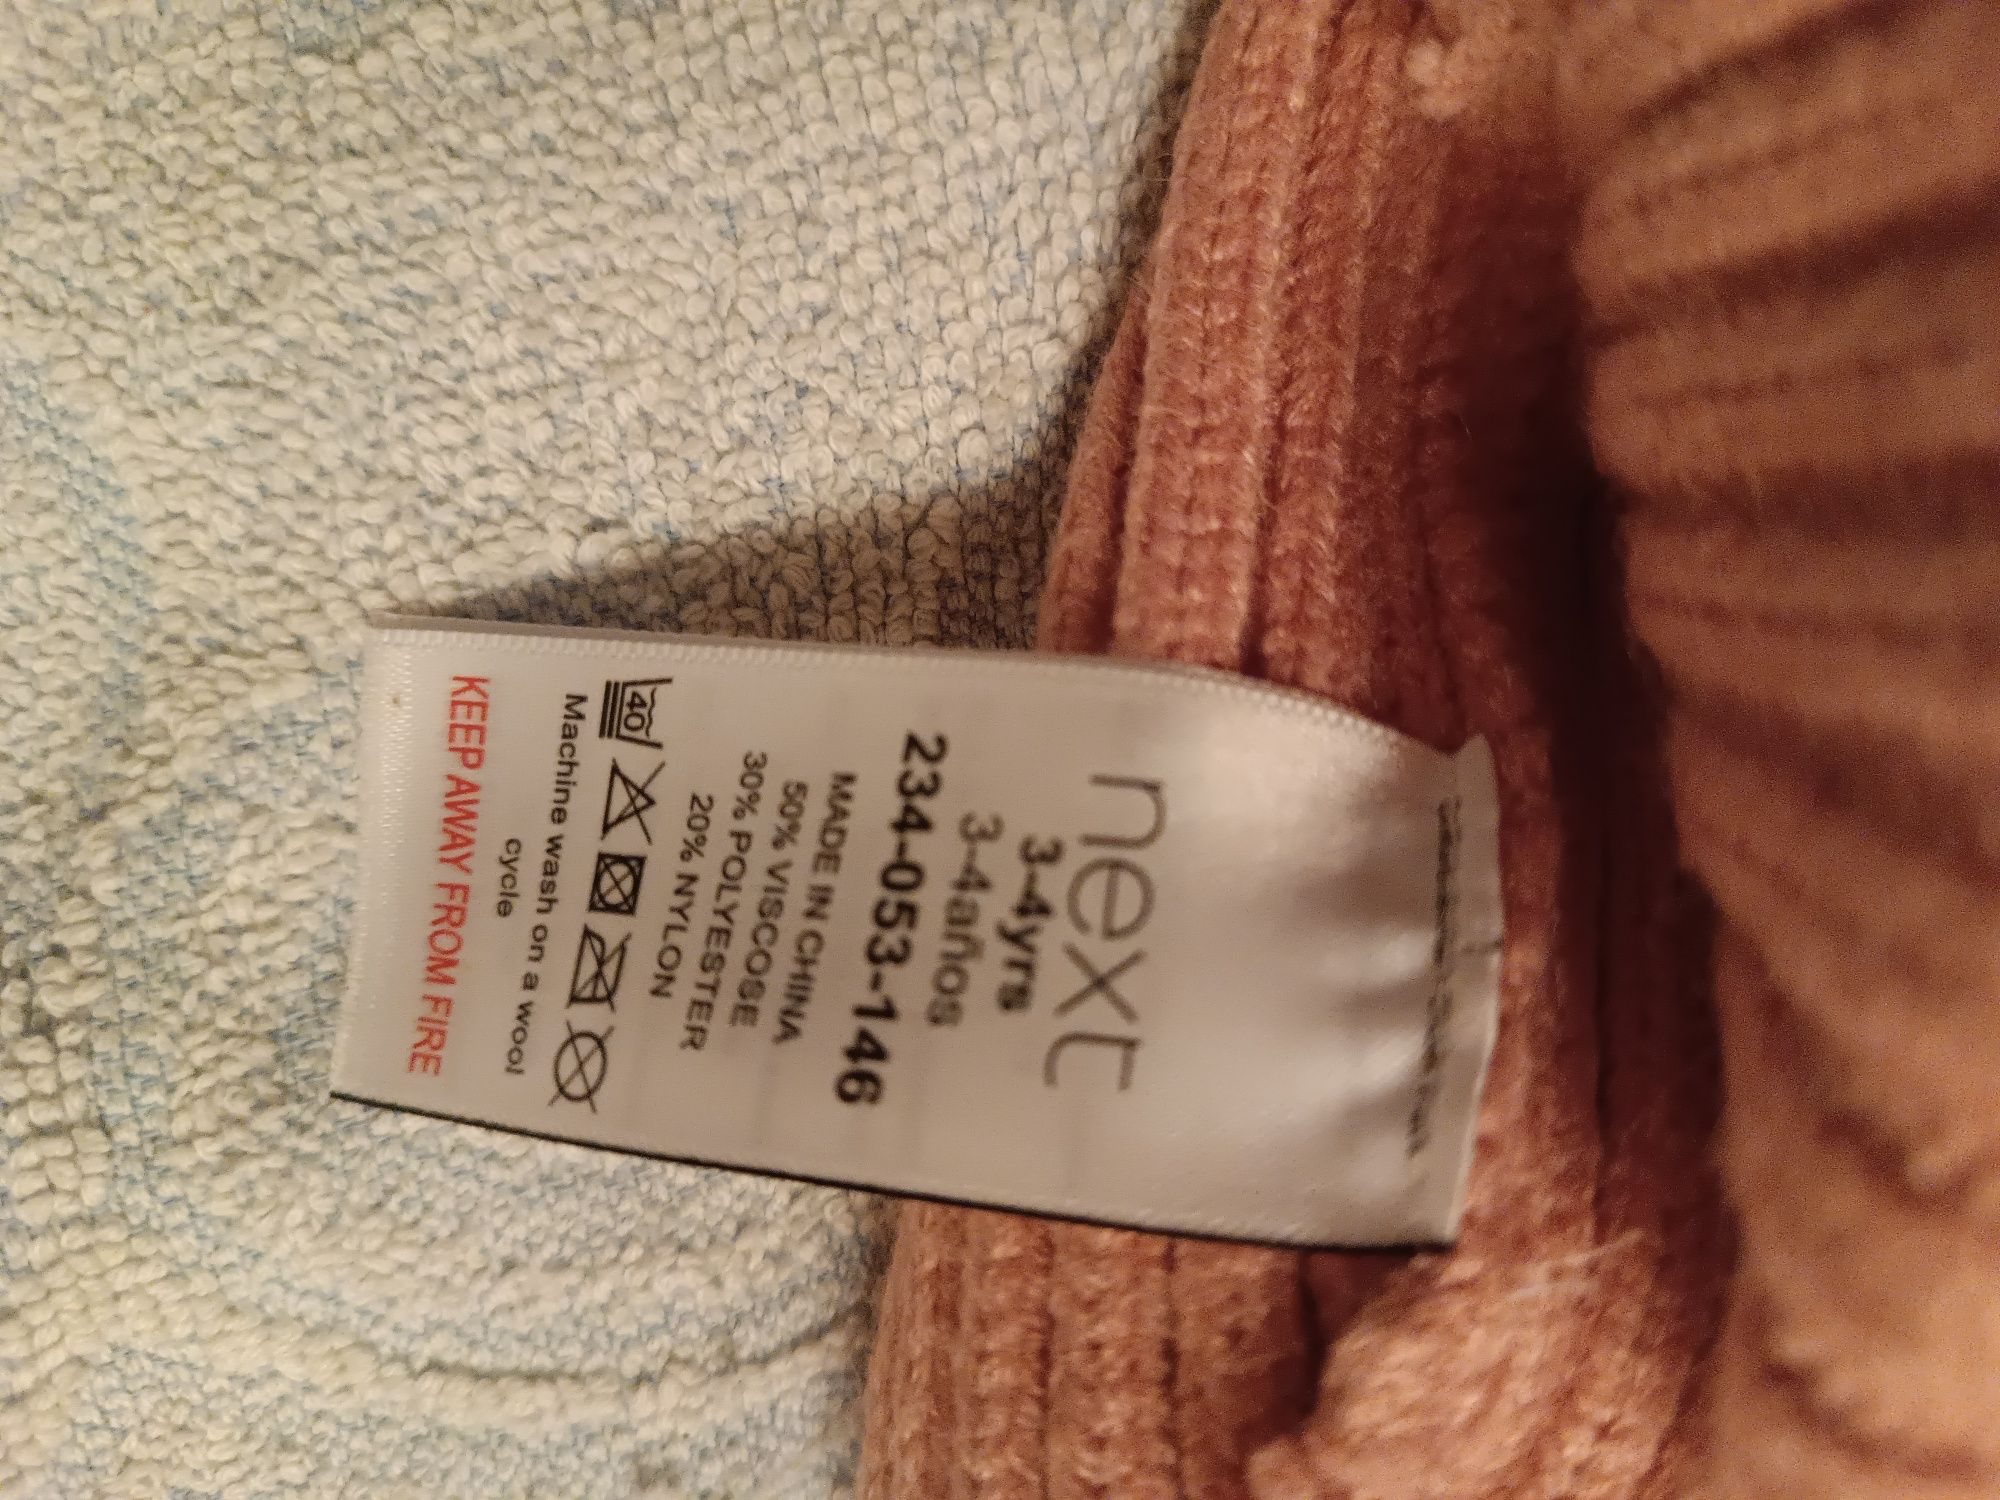 next
3-4yrs
3-4años
234-053-146
MADE IN CHINA
50% VISCOSE
30% POLYESTER
20% NYLON
40
Machine wash on a wool
cycle
KEEP AWAY FROM FIRE